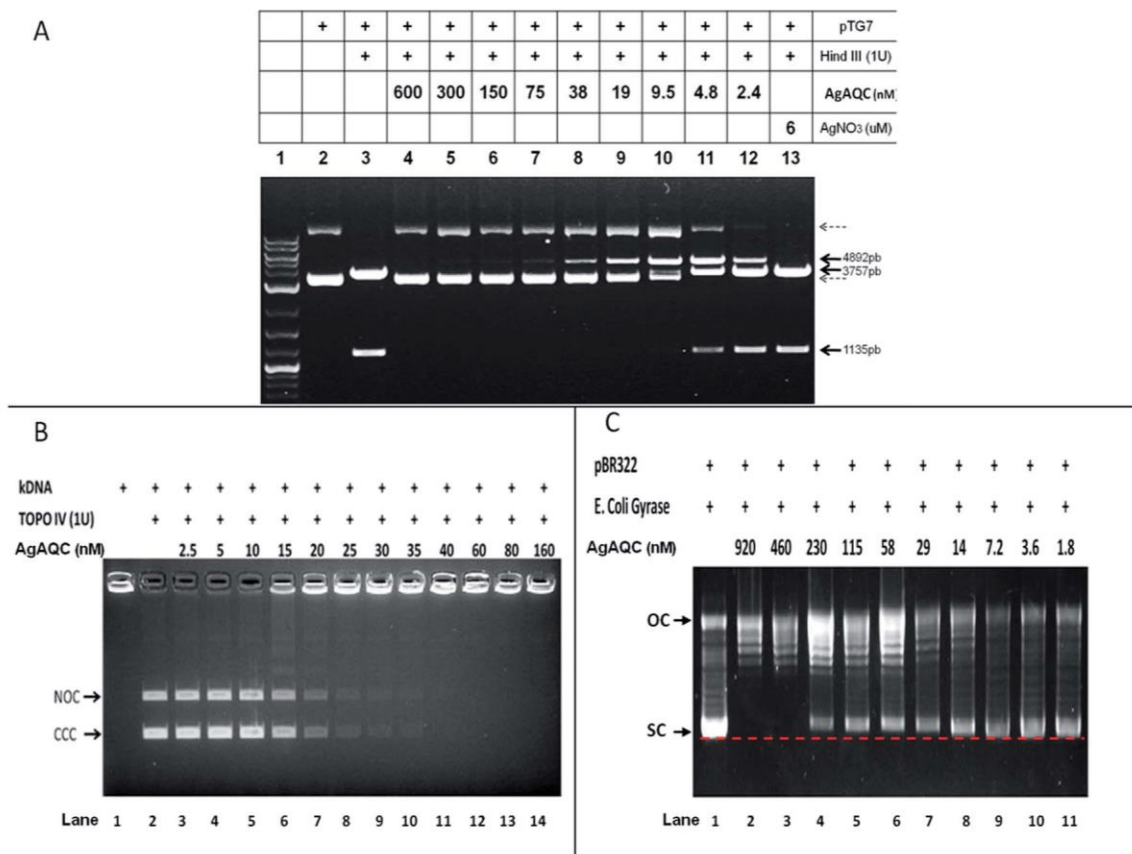 A
+ + + + + + + + + + + + pTG7
+ + + + + + + + + + + Hind III (1U)
600 300 150 75 38 19 9.5 4.8 2.4 AgAQC (nM)
6 AgNO3 (uM)
1 2 3 4 5 6 7 8 9 10 11 12 13
4892pb
3757pb
1135pb
B
kDNA + + + + + + + + + + + + + +
TOPO IV (1U) + + + + + + + + + + + + +
AgAQC (nM) 2.5 5 10 15 20 25 30 35 40 60 80 160
NOC
CCC
Lane 1 2 3 4 5 6 7 8 9 10 11 12 13 14
C
pBR322 + + + + + + + + + + +
E. Coli Gyrase + + + + + + + + + + +
AgAQC (nM) 920 460 230 115 58 29 14 7.2 3.6 1.8
OC
SC
Lane 1 2 3 4 5 6 7 8 9 10 11